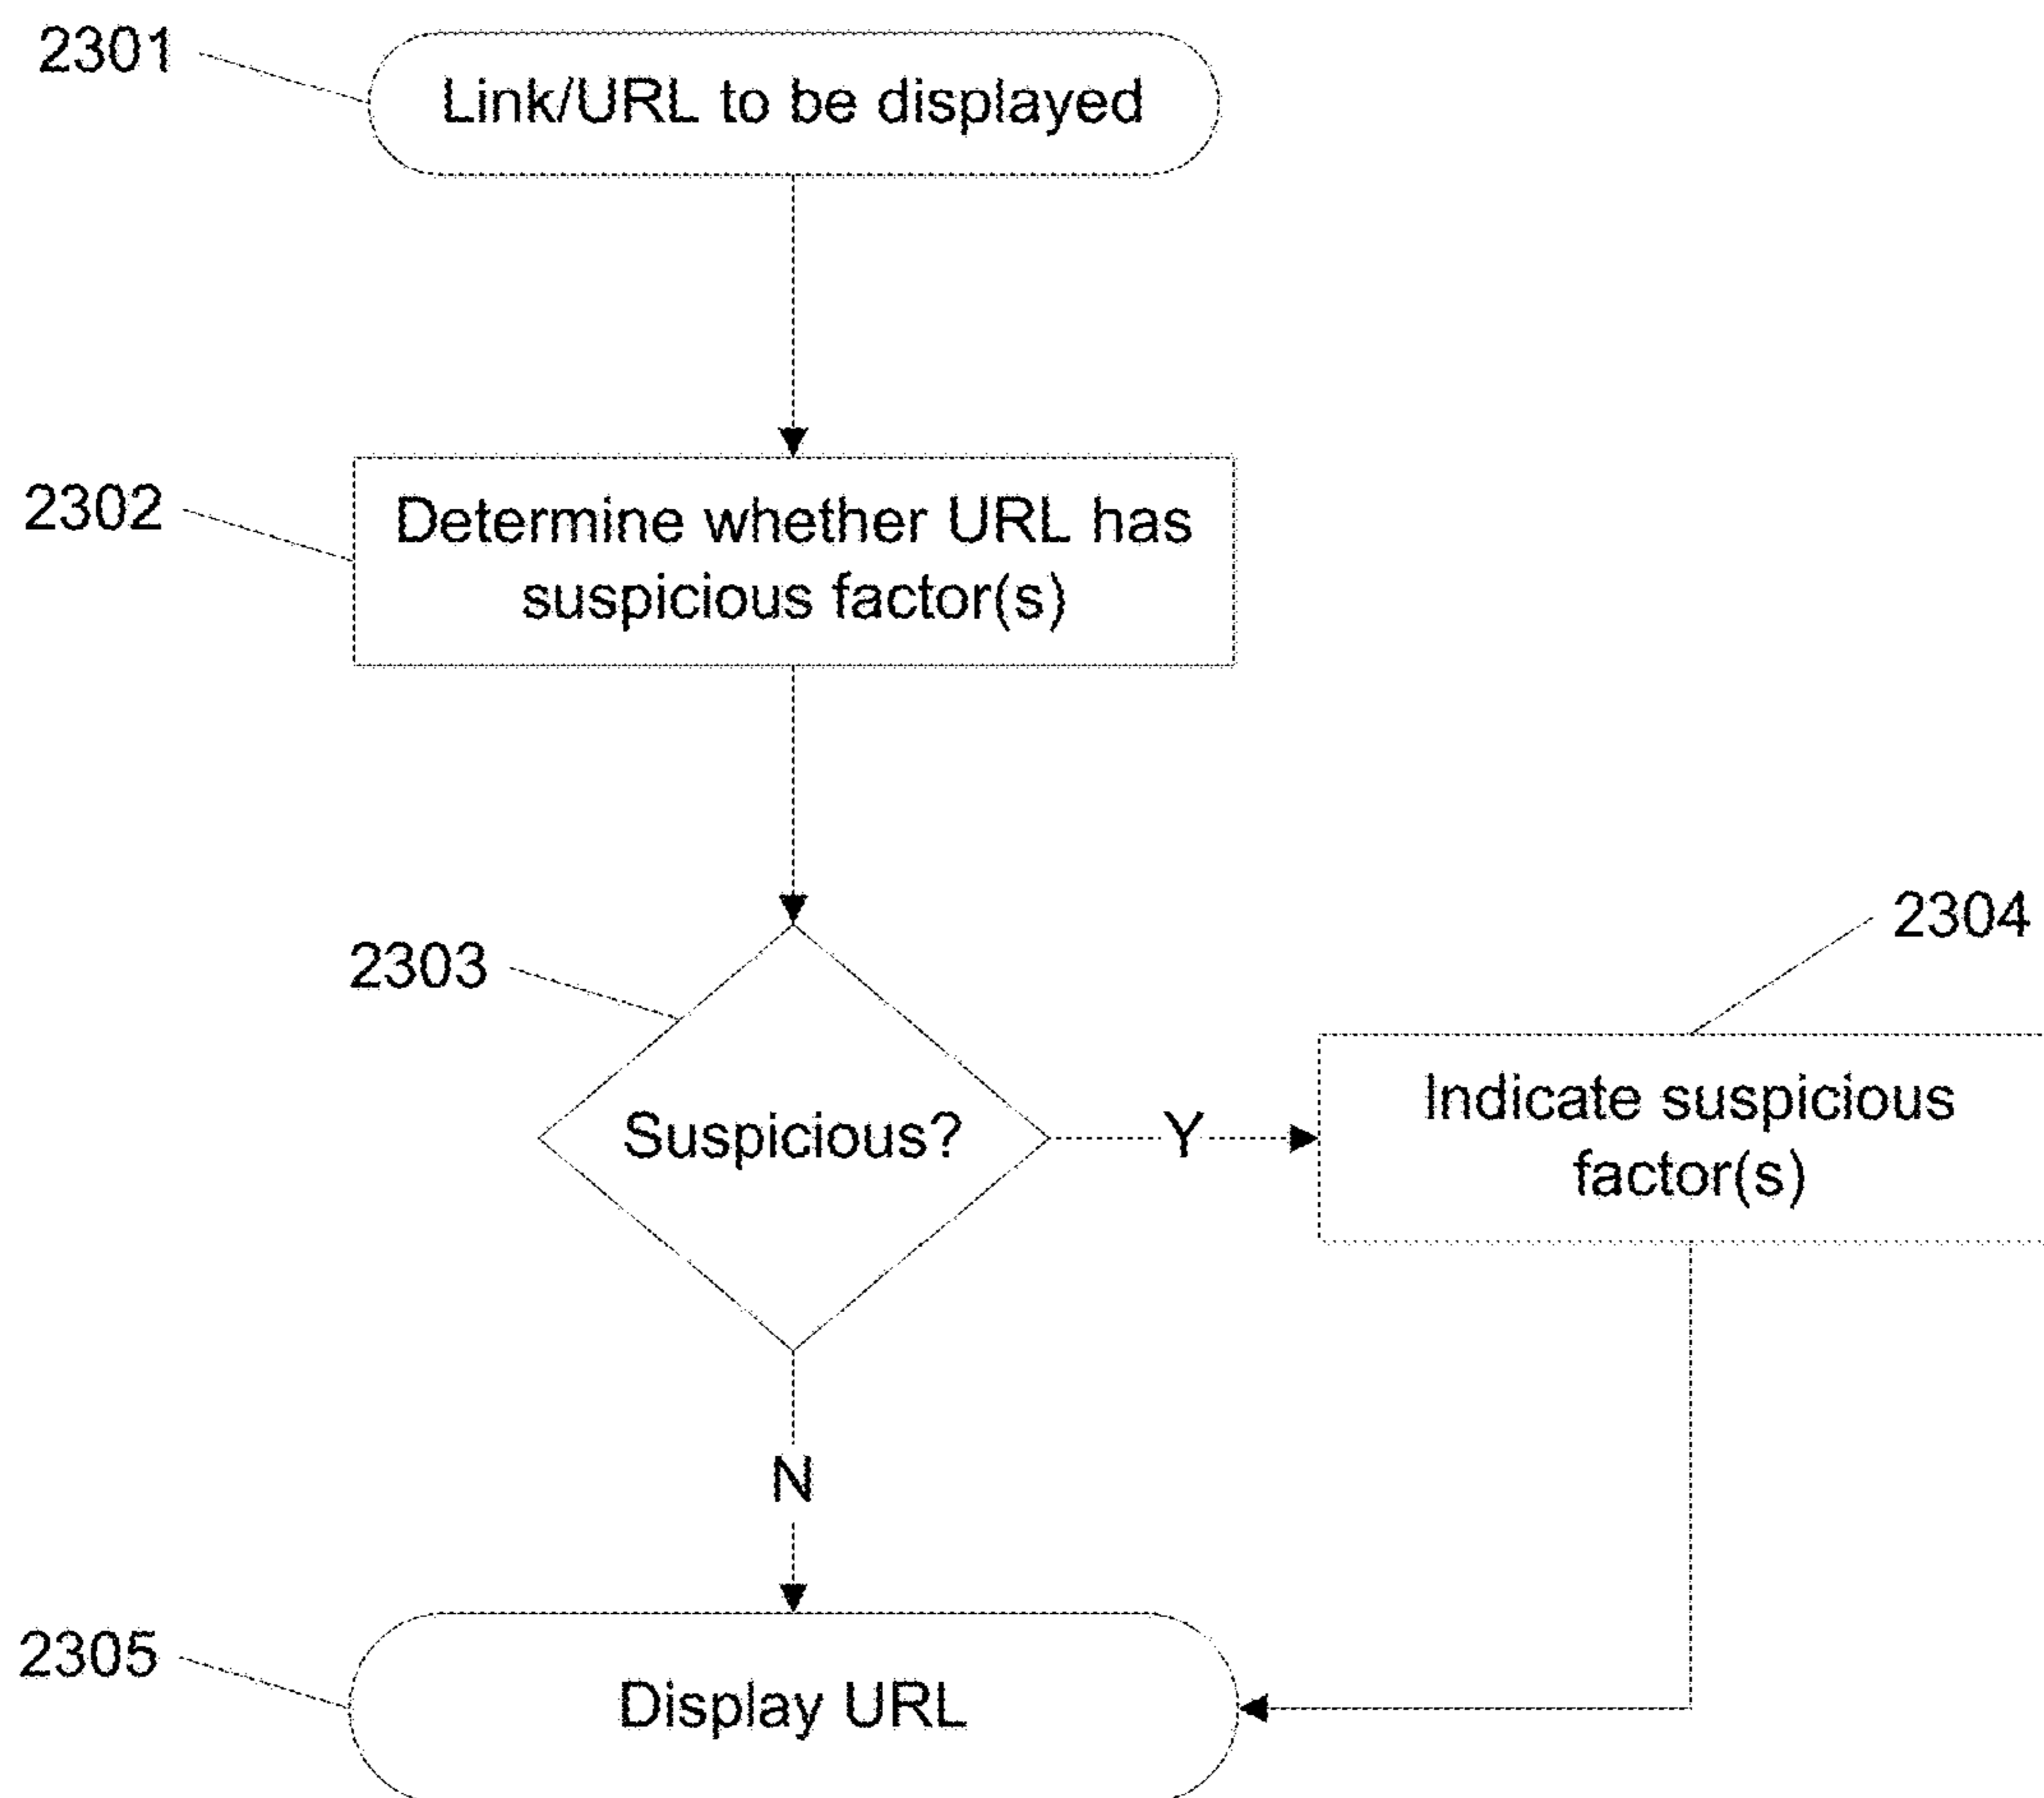 2301
Link/URL to be displayed
2302
Determine whether URL has
suspicious factor(s)
2303
2304
Suspicious?
Y
Indicate suspicious
factor(s)
N
2305
Display URL